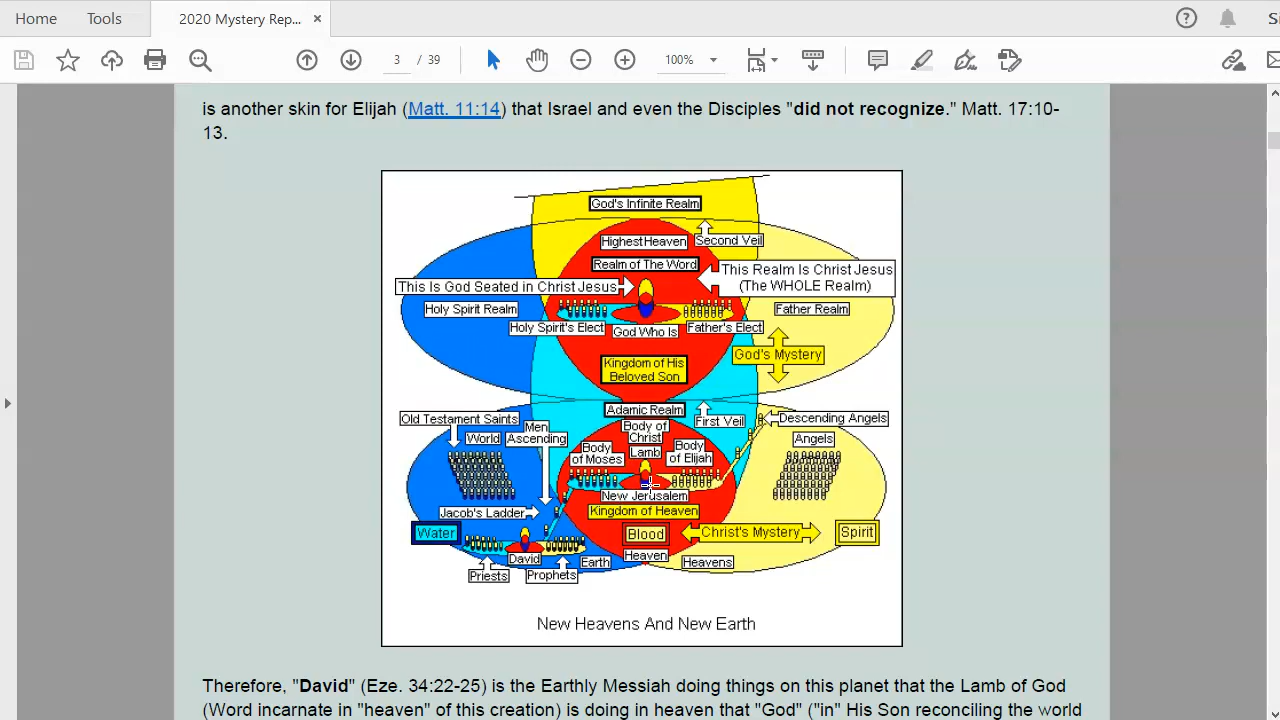 Home Tools 2020 Mystery Rep... ×
3 / 39 100%
is another skin for Elijah (Matt. 11:14) that Israel and even the Disciples "did not recognize." Matt. 17:10-
13.
God's Infinite Realm
Highest Heaven Second Veil
Realm of The Word
This Realm Is Christ Jesus
(The WHOLE Realm)
This Is God Seated in Christ Jesus
Holy Spirit Realm
Father Realm
Holy Spirit's Elect God Who Is Father's Elect
God's Mystery
Kingdom of His
Beloved Son
Adamic Realm
First Veil
Old Testament Saints
Descending Angels
World
Men
Ascending
Body of
Christ
Lamb
Body
of Moses
Body
of Elijah
Angels
New Jerusalem
Jacob's Ladder
Kingdom of Heaven
Water
Blood
Christ's Mystery
Spirit
David
Earth
Heaven
Heavens
Priests
Prophets
New Heavens And New Earth
Therefore, "David" (Eze. 34:22-25) is the Earthly Messiah doing things on this planet that the Lamb of God
(Word incarnate in "heaven" of this creation) is doing in heaven that "God" ("in" His Son reconciling the world